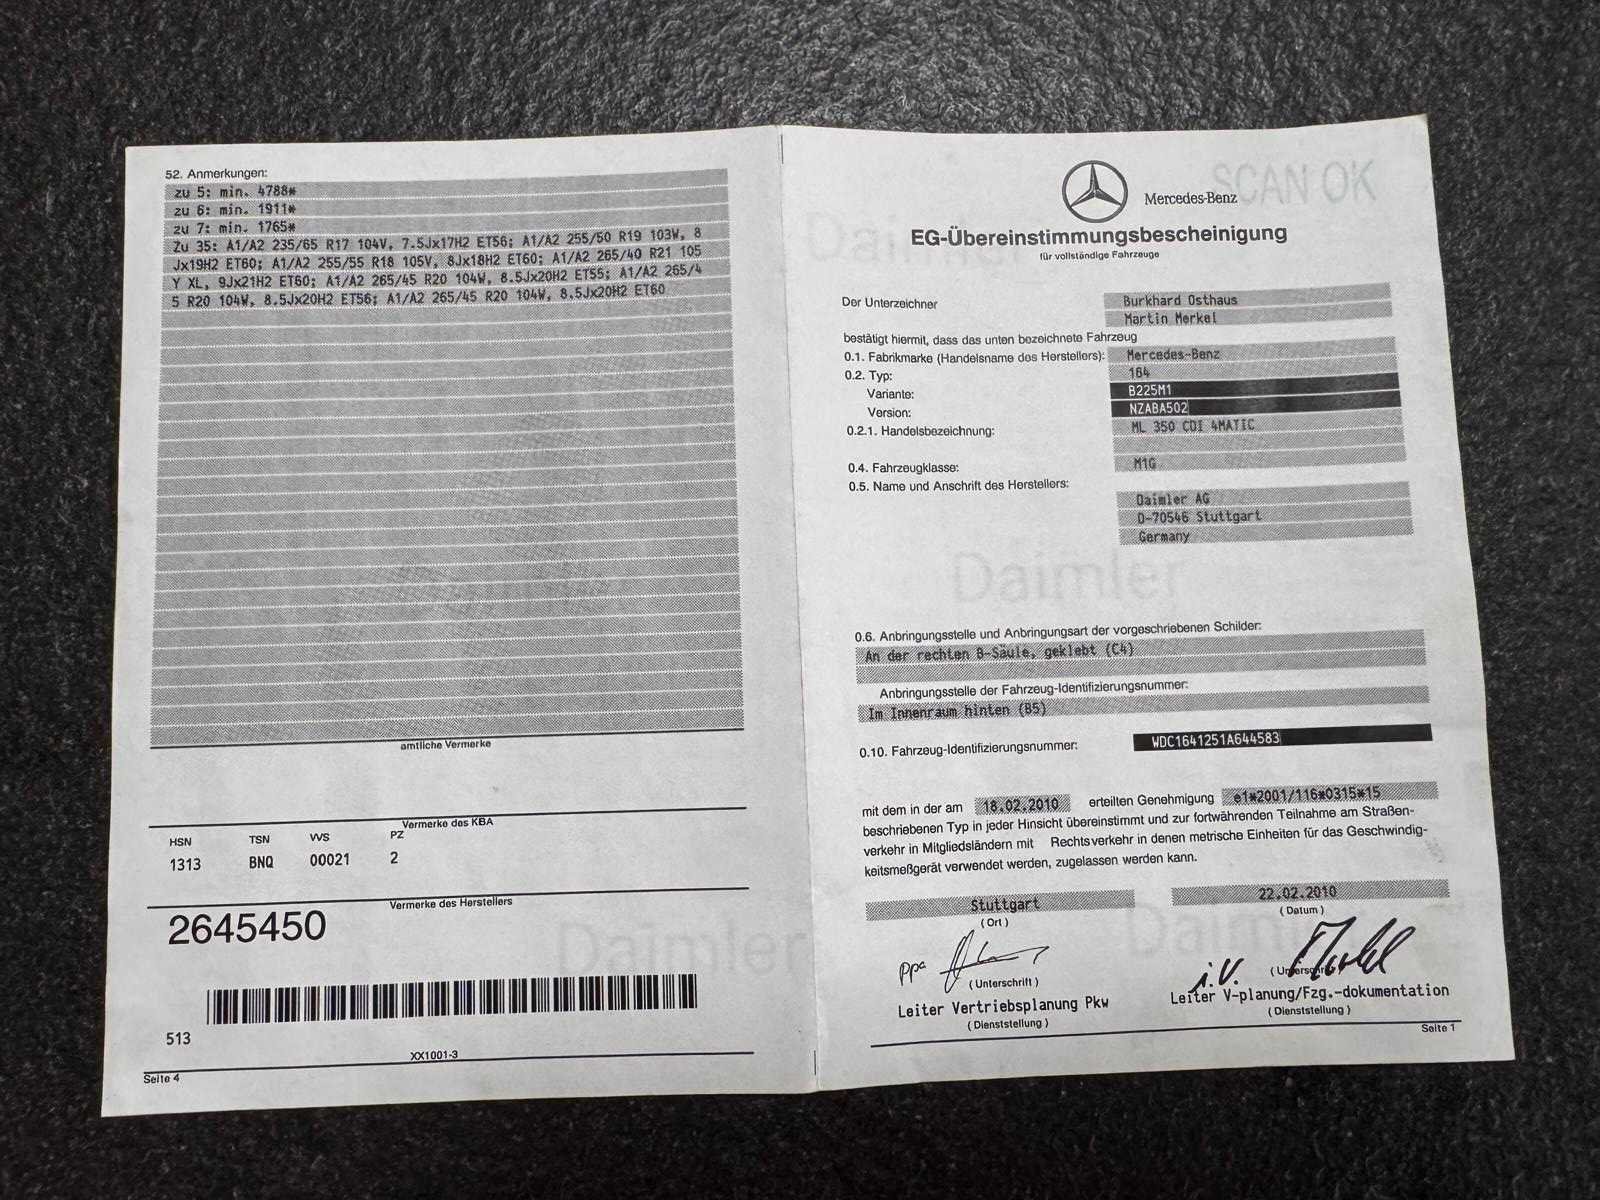 52. Anmerkungen:
zu 5: min. 4788*
zu 6: min. 1911*
zu 7: min. 1765*
Zu 35: A1/A2 235/65 R17 104V, 7.5Jx17H2 ET56; A1/A2 255/50 R19 103W, 8
Jx19H2 ET60; A1/A2 255/55 R18 105V, 8Jx18H2 ET60; A1/A2 265/40 R21 105
Y XL, 9Jx21H2 ET60; A1/A2 265/45 R20 104W, 8.5Jx20H2 ET55; A1/A2 265/4
5 R20 104W, 8.5Jx20H2 ET56; A1/A2 265/45 R20 104W, 8.5Jx20H2 ET60
amtliche Vermerke
Vermerke des KBA
HSN TSN VVS PZ
1313 BNQ 00021 2
Vermerke des Herstellers
2645450
513
XX1001-3
Seite 4
SCAN OK
Mercedes-Benz
Daimler
EG-Übereinstimmungsbescheinigung
für vollständige Fahrzeuge
Der Unterzeichner Burkhard Osthaus
Martin Merkel
bestätigt hiermit, dass das unten bezeichnete Fahrzeug
0.1. Fabrikmarke (Handelsname des Herstellers): Mercedes-Benz
0.2. Typ: 164
Variante: B225M1
Version: NZABA502
0.2.1. Handelsbezeichnung: ML 350 CDI 4MATIC
0.4. Fahrzeugklasse: M1G
0.5. Name und Anschrift des Herstellers:
Daimler AG
D-70546 Stuttgart
Germany
Daimler
0.6. Anbringungsstelle und Anbringungsart der vorgeschriebenen Schilder:
An der rechten B-Säule, geklebt (C4)
Anbringungsstelle der Fahrzeug-Identifizierungsnummer:
Im Innenraum hinten (B5)
0.10. Fahrzeug-Identifizierungsnummer: WDC1641251A644583
mit dem in der am 18.02.2010 erteilten Genehmigung e1*2001/116*0315*15
beschriebenen Typ in jeder Hinsicht übereinstimmt und zur fortwährenden Teilnahme am Straßen-
verkehr in Mitgliedsländern mit Rechtsverkehr in denen metrische Einheiten für das Geschwindig-
keitsmeßgerät verwendet werden, zugelassen werden kann.
Stuttgart 22.02.2010
(Ort) (Datum)
Daimler Daimler
ppa i.V. Merkel
(Unterschrift) (Unterschrift)
Leiter Vertriebsplanung Pkw Leiter V-planung/Fzg.-dokumentation
(Dienststellung) (Dienststellung)
Seite 1